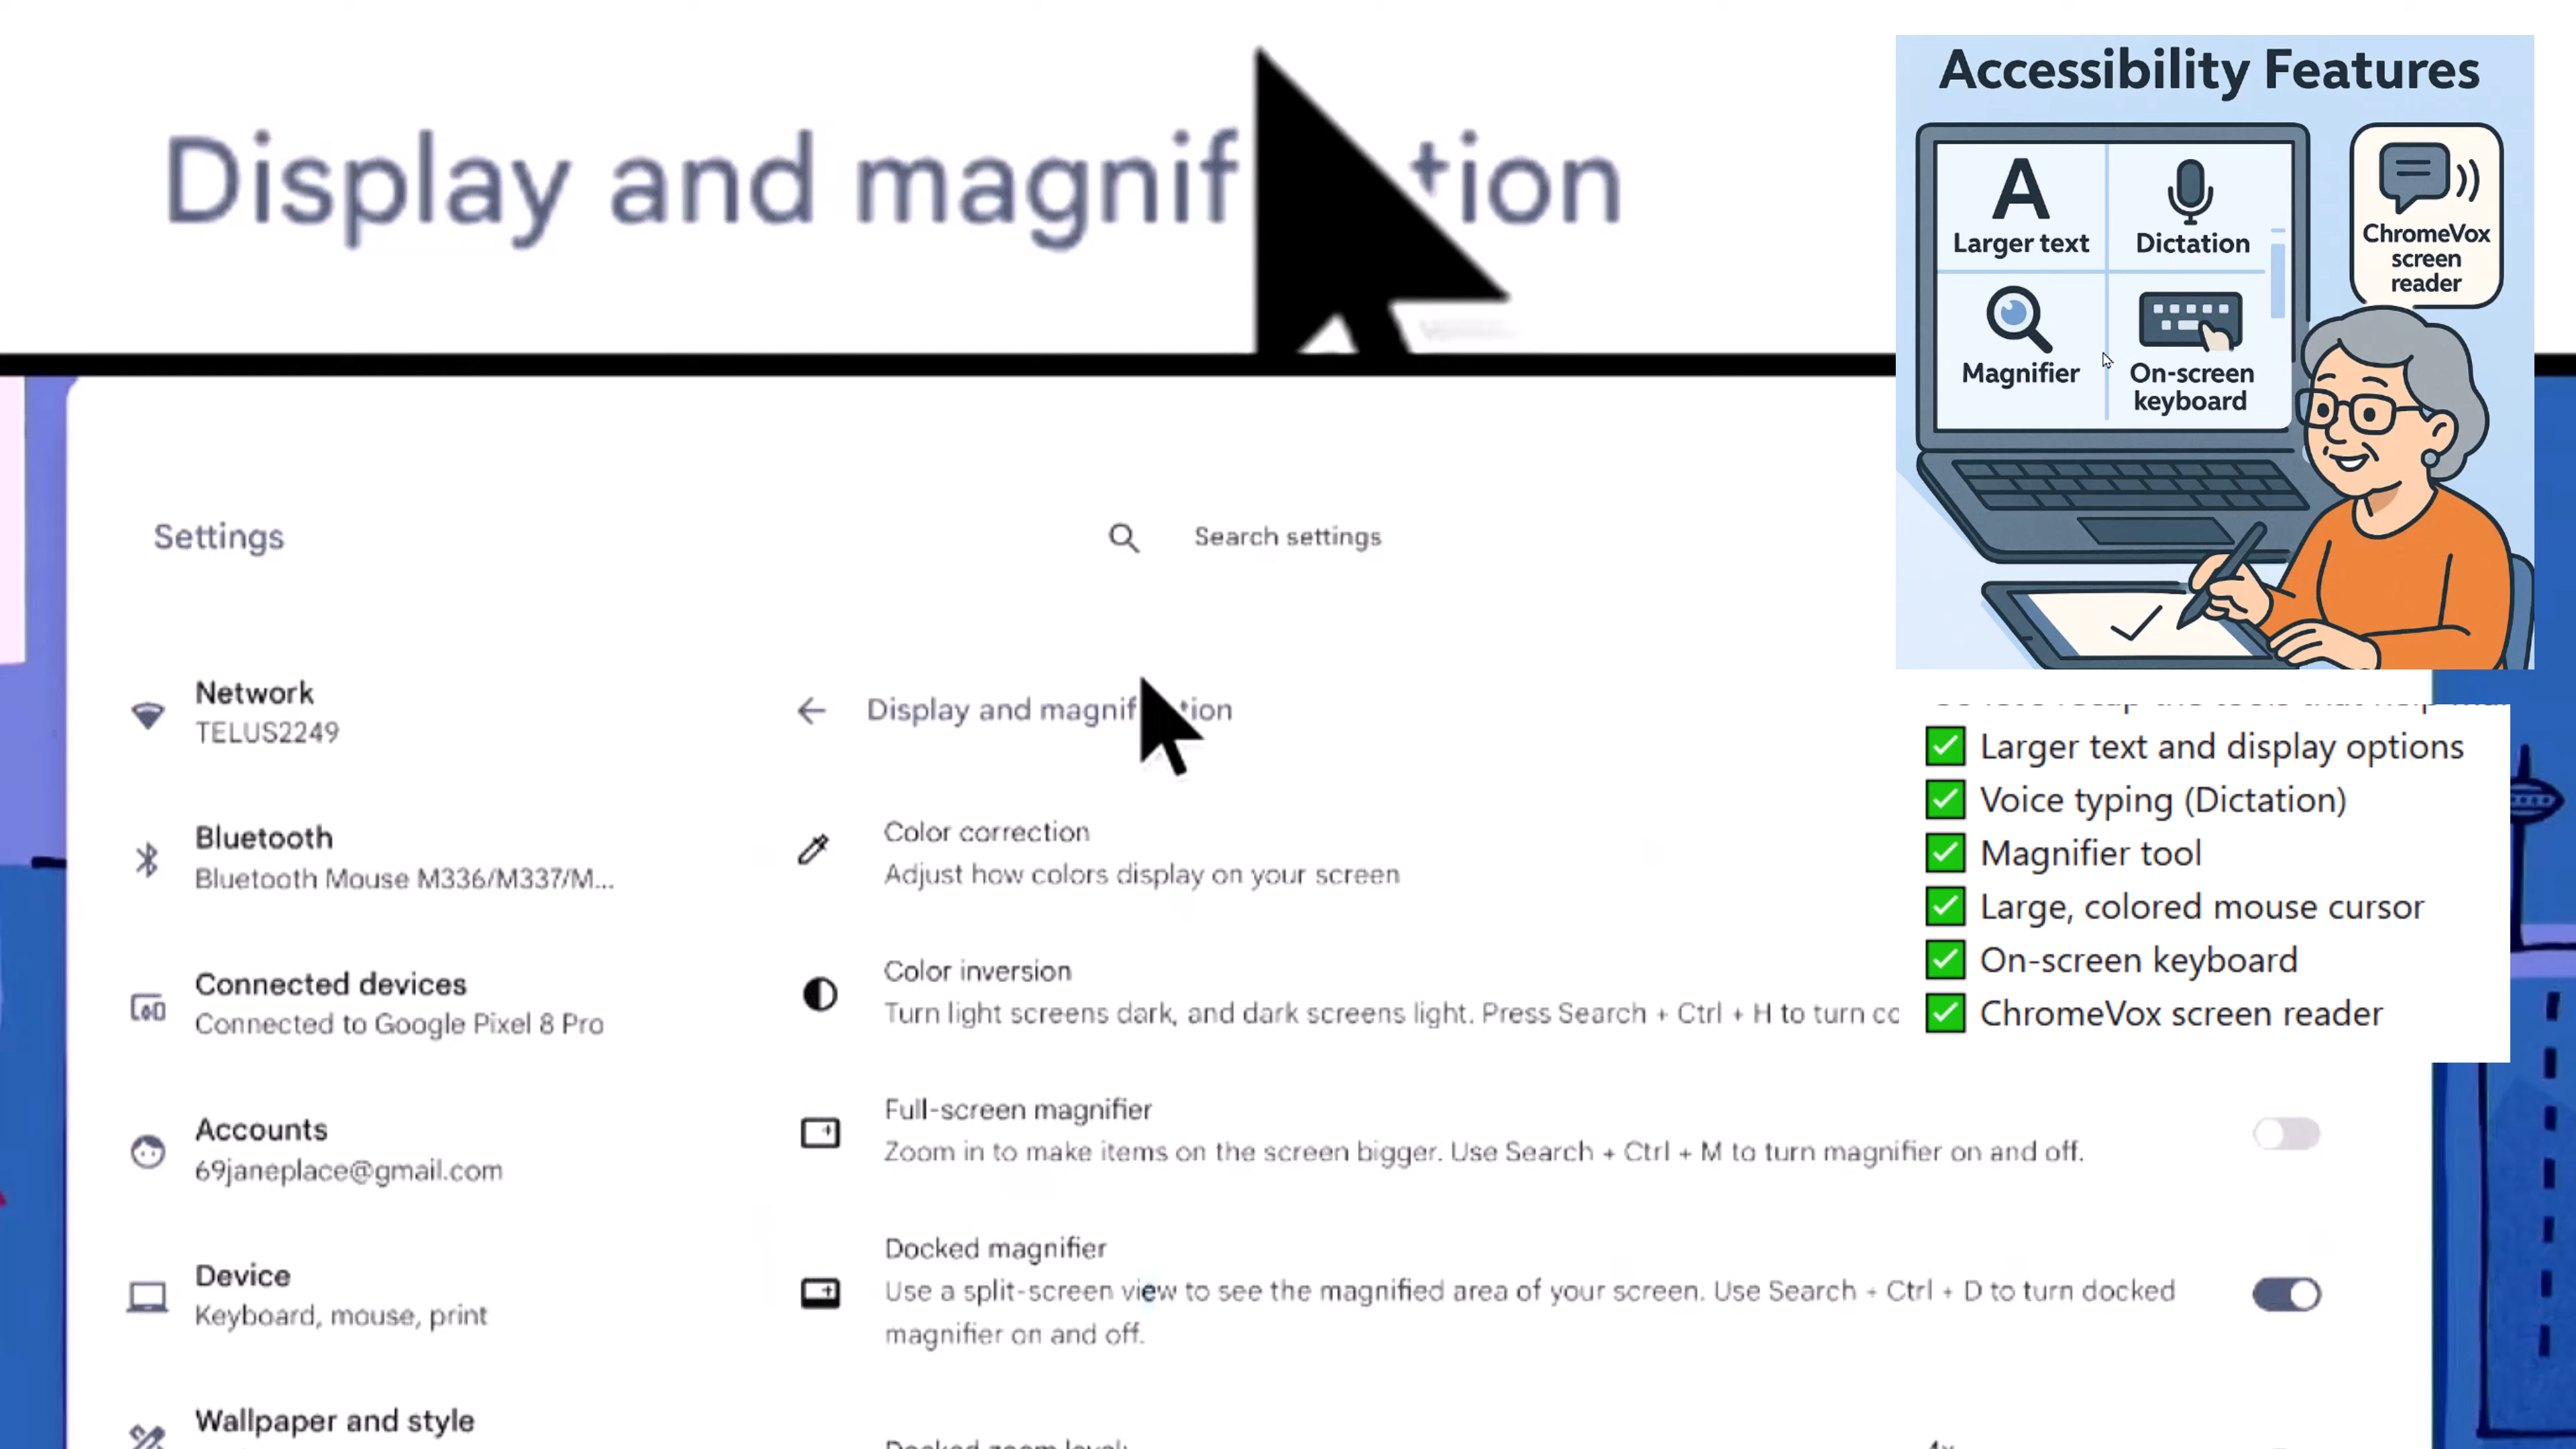 Display and magnif tion
Accessibility Features
Larger text
Dictation
ChromeVox
screen
reader
Magnifier
On-screen
keyboard
Settings
Search settings
Network
TELUS2249
Bluetooth
Bluetooth Mouse M336/M337/M...
Connected devices
Connected to Google Pixel 8 Pro
Accounts
69janeplace@gmail.com
Device
Keyboard, mouse, print
Wallpaper and style
Display and magnif tion
Color correction
Adjust how colors display on your screen
Color inversion
Turn light screens dark, and dark screens light. Press Search + Ctrl + H to turn cc
Full-screen magnifier
Zoom in to make items on the screen bigger. Use Search + Ctrl + M to turn magnifier on and off.
Docked magnifier
Use a split-screen view to see the magnified area of your screen. Use Search + Ctrl + D to turn docked
magnifier on and off.
✅ Larger text and display options
✅ Voice typing (Dictation)
✅ Magnifier tool
✅ Large, colored mouse cursor
✅ On-screen keyboard
✅ ChromeVox screen reader